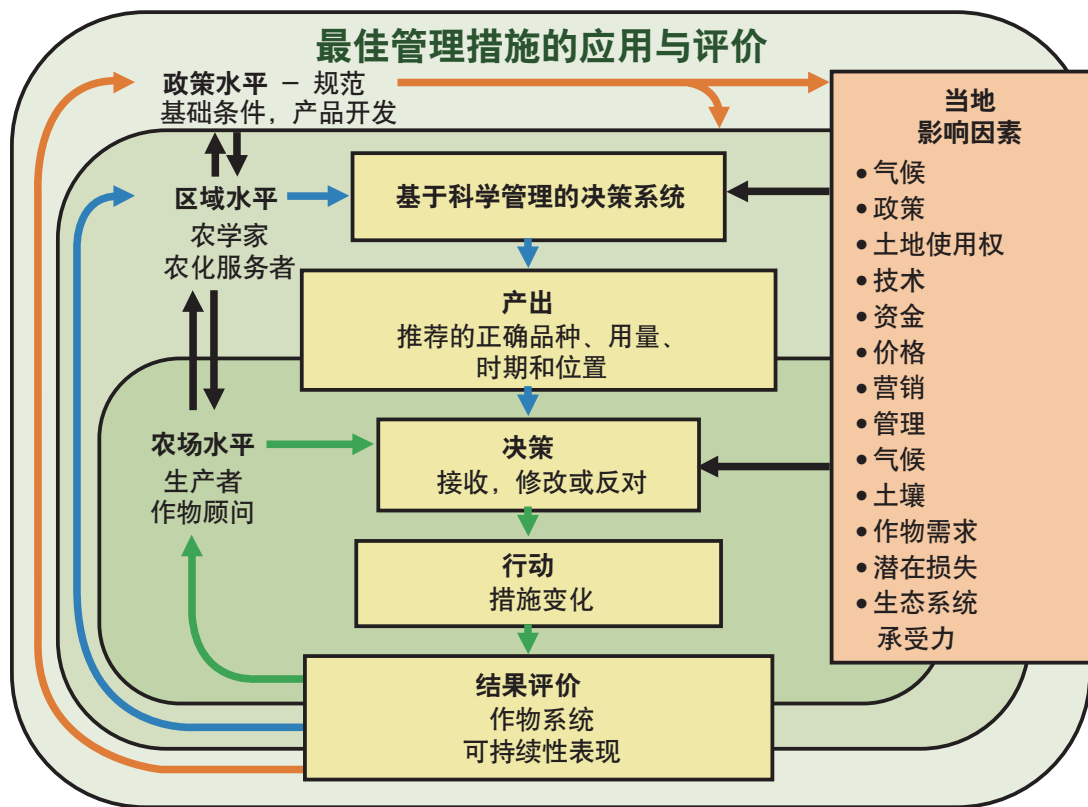 最佳管理措施的应用与评价
政策水平 – 规范
基础条件，产品开发
区域水平
农学家
农化服务者
农场水平
生产者
作物顾问
基于科学管理的决策系统
产出
推荐的正确品种、用量、
时期和位置
决策
接收，修改或反对
行动
措施变化
结果评价
作物系统
可持续性表现
当地
影响因素
• 气候
• 政策
• 土地使用权
• 技术
• 资金
• 价格
• 营销
• 管理
• 气候
• 土壤
• 作物需求
• 潜在损失
• 生态系统
承受力